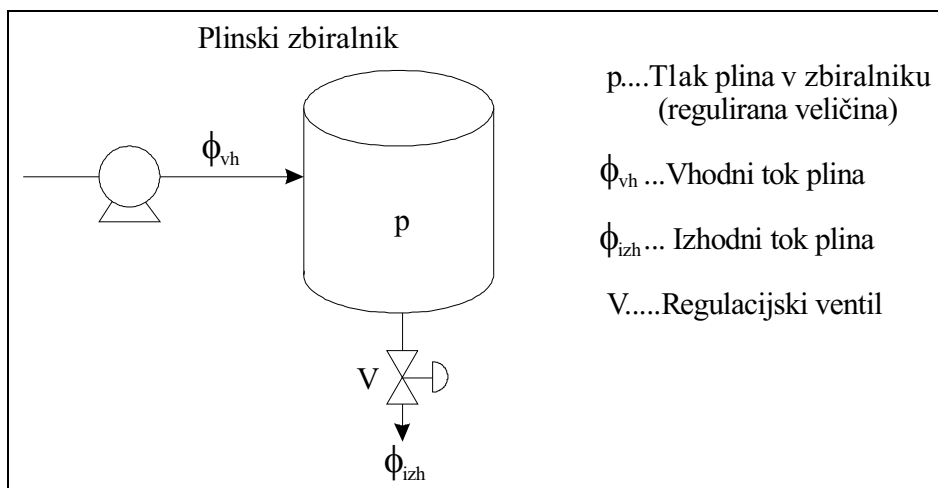 Plinski zbiralnik
ϕvh
p
V
ϕizh
p....Tlak plina v zbiralniku
(regulirana veličina)
ϕvh ...Vhodni tok plina
ϕizh... Izhodni tok plina
V.....Regulacijski ventil